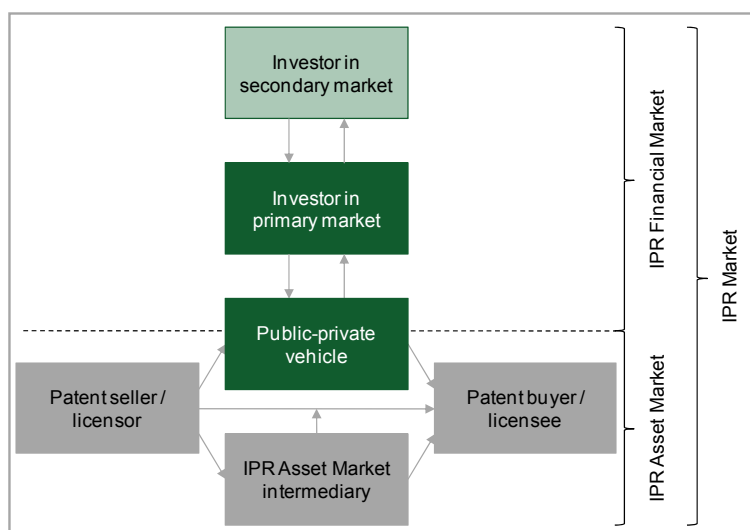 Investor in
secondary market
Investor in
primary market
Public-private
vehicle
Patent seller /
licensor
Patent buyer /
licensee
IPR Asset Market
intermediary
IPR Financial Market
IPR Asset Market
IPR Market